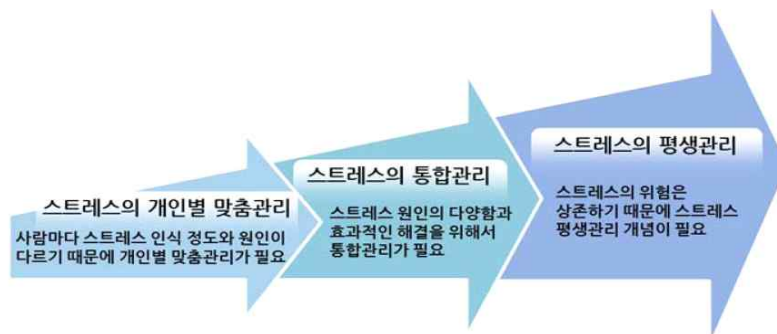 스트레스의 개인별 맞춤관리
사람마다 스트레스 인식 정도와 원인이
다르기 때문에 개인별 맞춤관리가 필요
스트레스의 통합관리
스트레스 원인의 다양함과
효과적인 해결을 위해서
통합관리가 필요
스트레스의 평생관리
스트레스의 위험은
상존하기 때문에 스트레스
평생관리 개념이 필요